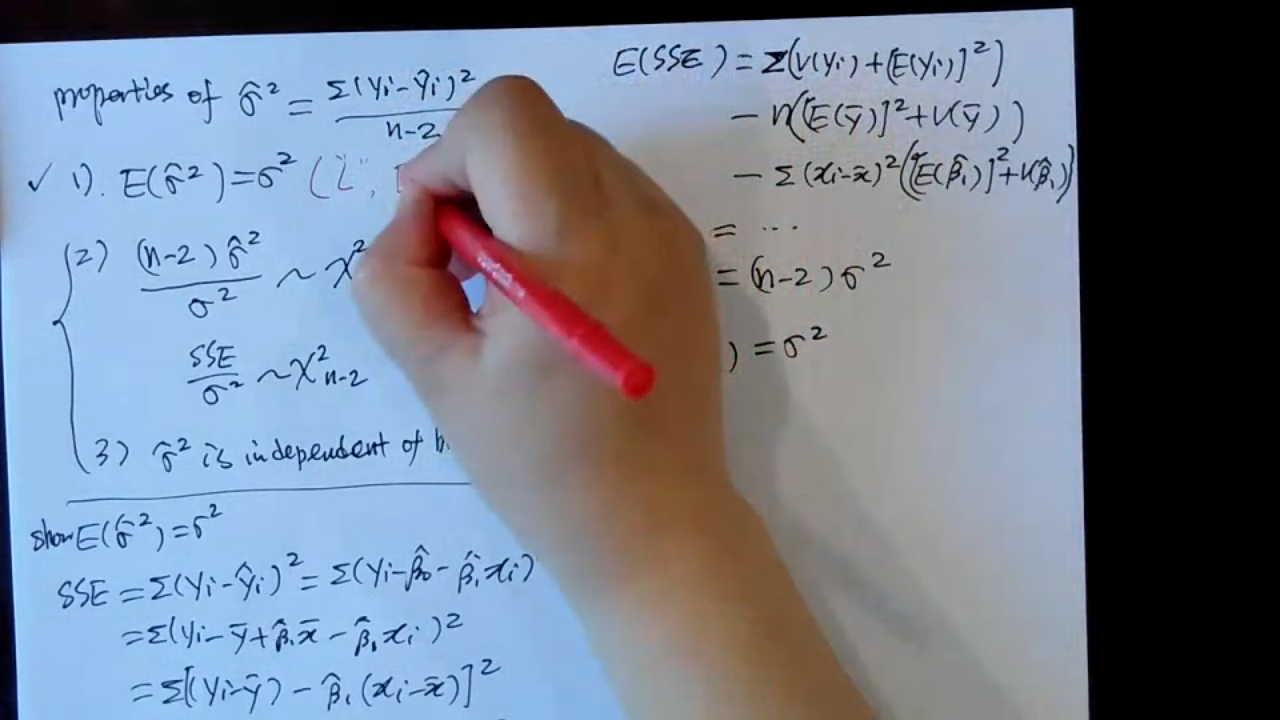 properties of σ̂² = Σ(yi-ŷi)² / n-2
✓ 1). E(σ̂²)=σ² ("L",
2) (n-2)σ̂² / σ² ~ χ²
SSE / σ² ~ χ²n-2
(3) σ̂² is independent of
show E(σ̂²)=σ²
SSE = Σ(yi-ŷi)² = Σ(yi-β̂0-β̂1xi)
= Σ(yi-ȳ+β̂1x̄-β̂1xi)²
= Σ[(yi-ȳ)-β̂1(xi-x̄)]²
E(SSE) = Σ(V(yi)+[E(yi)]²)
- n([E(ȳ)]²+V(ȳ))
- Σ(xi-x̄)²([E(β̂1)]²+V(β̂1))
= ...
= (n-2)σ²
) = σ²